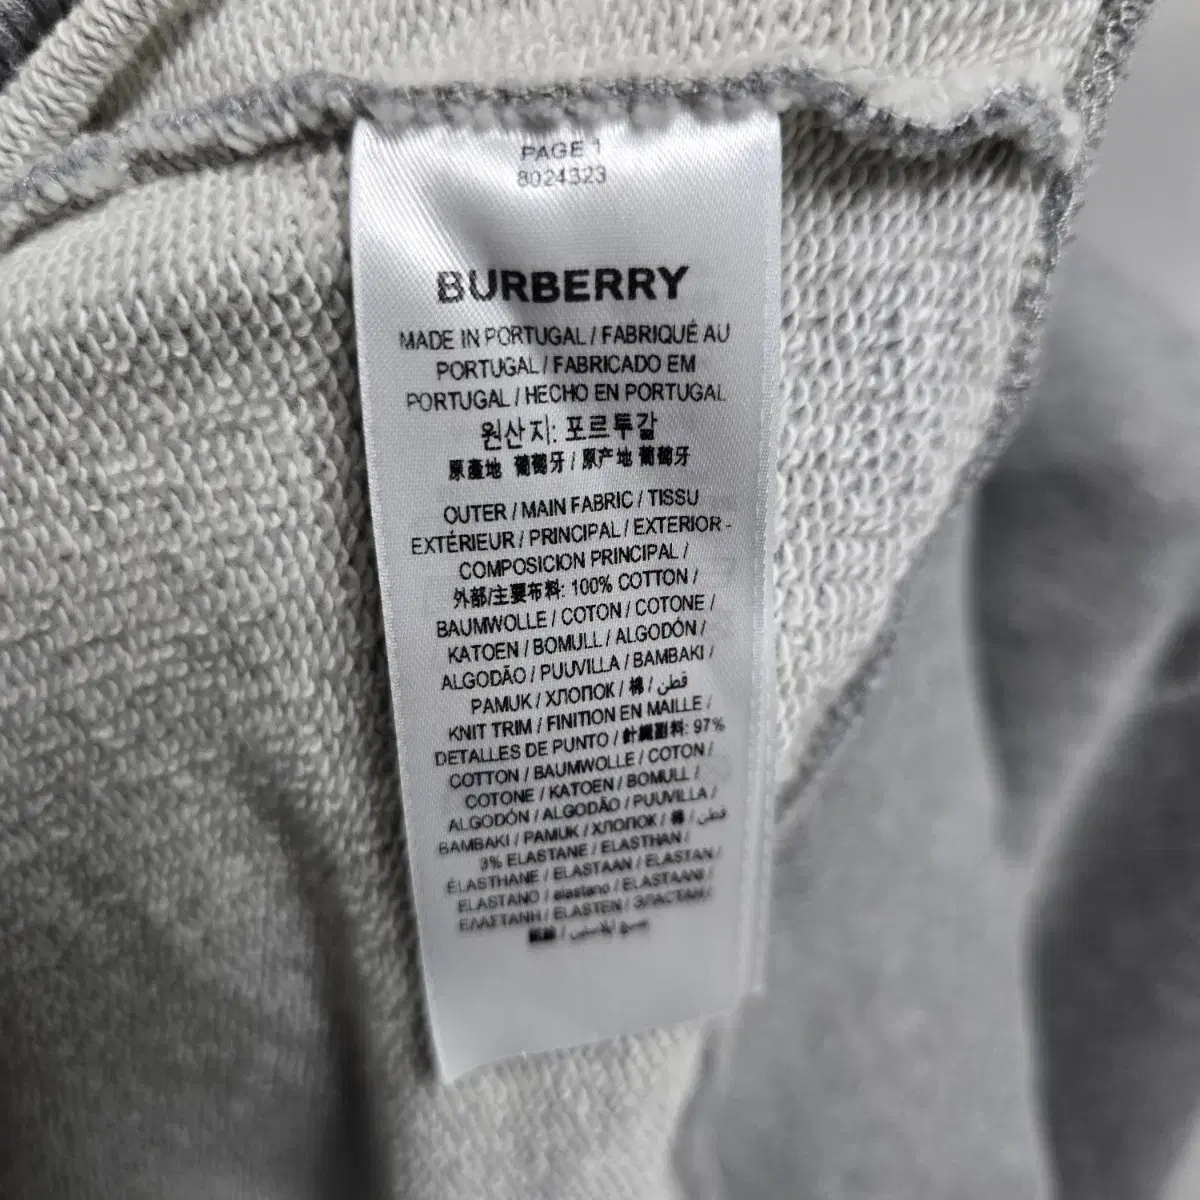 PAGE 1
8024323
BURBERRY
MADE IN PORTUGAL / FABRIQUÉ AU
PORTUGAL / FABRICADO EM
PORTUGAL / HECHO EN PORTUGAL
원산지: 포르투갈
原產地 葡萄牙 / 原产地 葡萄牙
OUTER / MAIN FABRIC / TISSU
EXTÉRIEUR / PRINCIPAL / EXTERIOR -
COMPOSICION PRINCIPAL /
外部/主要布料: 100% COTTON /
BAUMWOLLE / COTON / COTONE /
KATOEN / BOMULL / ALGODÓN /
ALGODÃO / PUUVILLA / BAMBAKI /
PAMUK / ХЛОПОК / 棉 / قطن
KNIT TRIM / FINITION EN MAILLE /
DETALLES DE PUNTO / 針織副料: 97%
COTTON / BAUMWOLLE / COTON /
COTONE / KATOEN / BOMULL /
ALGODÓN / ALGODÃO / PUUVILLA /
BAMBAKI / PAMUK / ХЛОПОК / 棉 / قطن
3% ELASTANE / ELASTHAN /
ÉLASTHANE / ELASTAAN / ELASTAN /
ELASTANO / elastano / ELASTAANI /
ΕΛΑΣΤΑΝΗ / ELASTEN / ЭЛАСТАН /